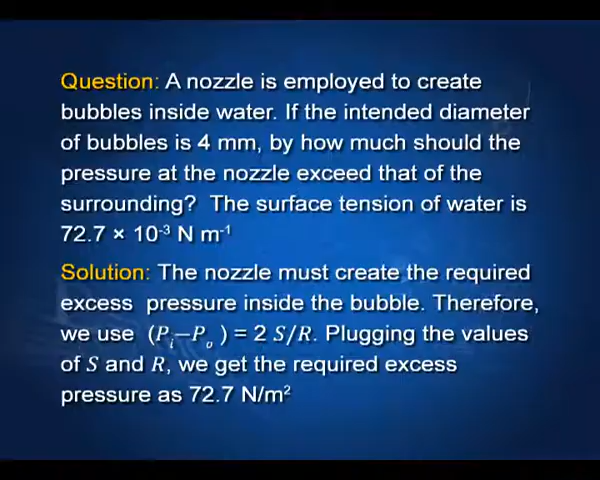 Question: A nozzle is employed to create
bubbles inside water. If the intended diameter
of bubbles is 4 mm, by how much should the
pressure at the nozzle exceed that of the
surrounding? The surface tension of water is
72.7 × 10⁻³ N m⁻¹
Solution: The nozzle must create the required
excess pressure inside the bubble. Therefore,
we use (Pᵢ−Pₒ) = 2 S/R. Plugging the values
of S and R, we get the required excess
pressure as 72.7 N/m²